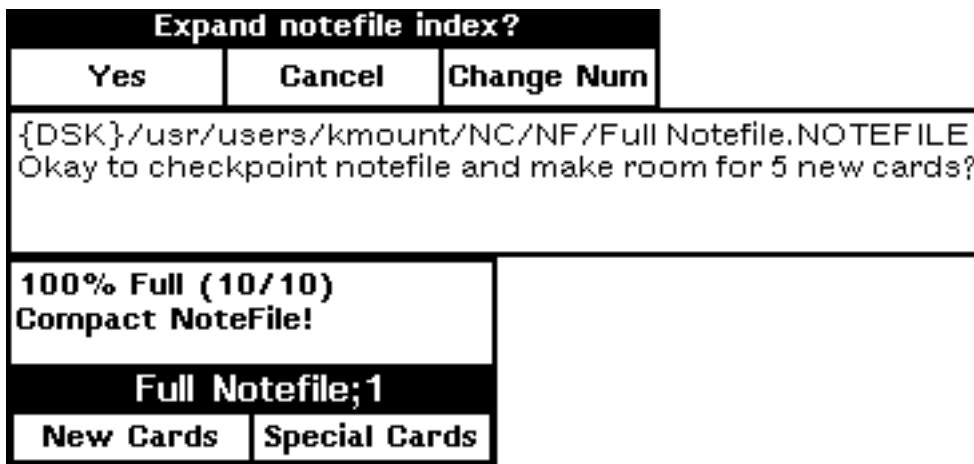 Expand notefile index?
Yes Cancel Change Num
{DSK}/usr/users/kmount/NC/NF/Full Notefile.NOTEFILE
Okay to checkpoint notefile and make room for 5 new cards?
100% Full (10/10)
Compact NoteFile!
Full Notefile;1
New Cards Special Cards